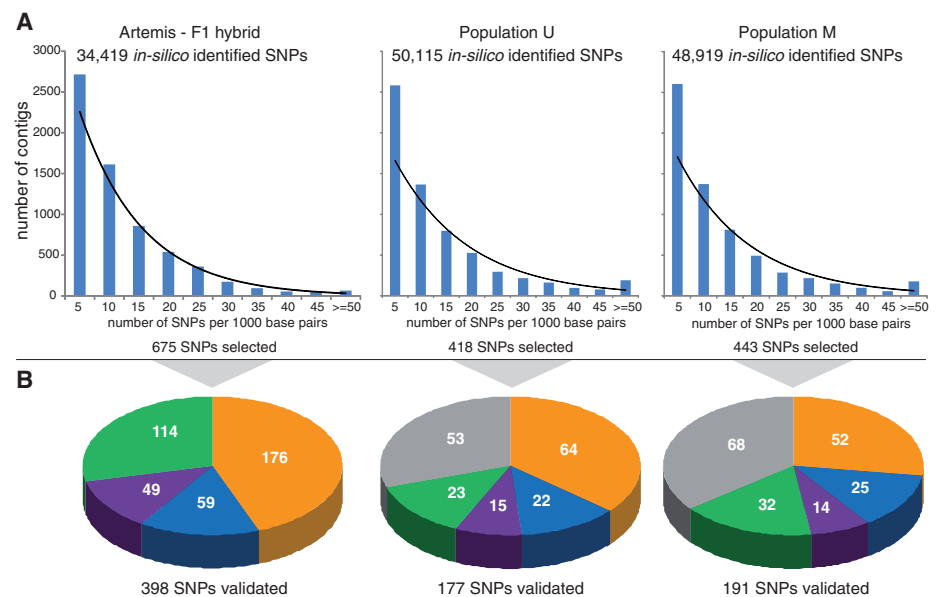 A
Artemis - F1 hybrid
34,419 in-silico identified SNPs
Population U
50,115 in-silico identified SNPs
Population M
48,919 in-silico identified SNPs
number of contigs
3000
2500
2000
1500
1000
500
0
5 10 15 20 25 30 35 40 45 >=50
number of SNPs per 1000 base pairs
5 10 15 20 25 30 35 40 45 >=50
number of SNPs per 1000 base pairs
5 10 15 20 25 30 35 40 45 >=50
number of SNPs per 1000 base pairs
675 SNPs selected
418 SNPs selected
443 SNPs selected
B
114
176
49
59
398 SNPs validated
53
64
23
15
22
177 SNPs validated
68
52
25
32
14
191 SNPs validated